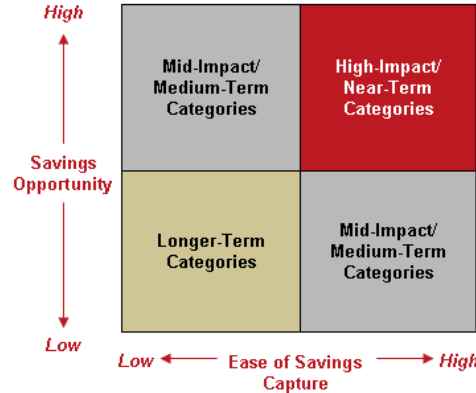 High
Mid-Impact/
Medium-Term
Categories
High-Impact/
Near-Term
Categories
Savings
Opportunity
Longer-Term
Categories
Mid-Impact/
Medium-Term
Categories
Low
Low
Ease of Savings
Capture
High